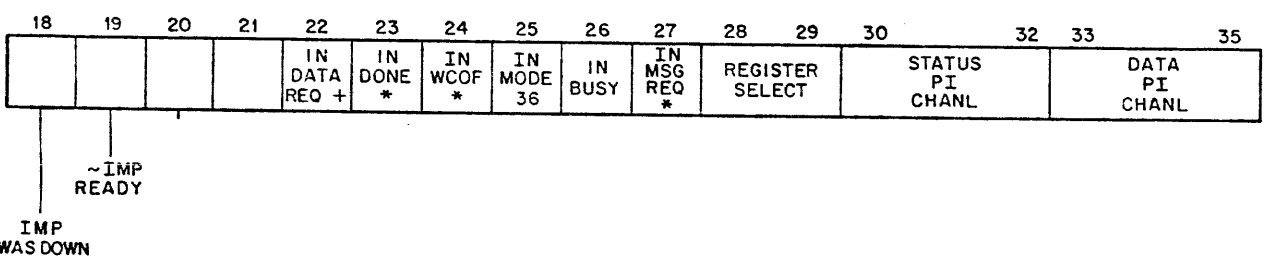 18 19 20 21 22 23 24 25 26 27 28 29 30 32 33 35
IN DATA REQ +
IN DONE *
IN WCOF *
IN MODE 36
IN BUSY
IN MSG REQ *
REGISTER SELECT
STATUS PI CHANL
DATA PI CHANL
~IMP
READY
IMP
WAS DOWN